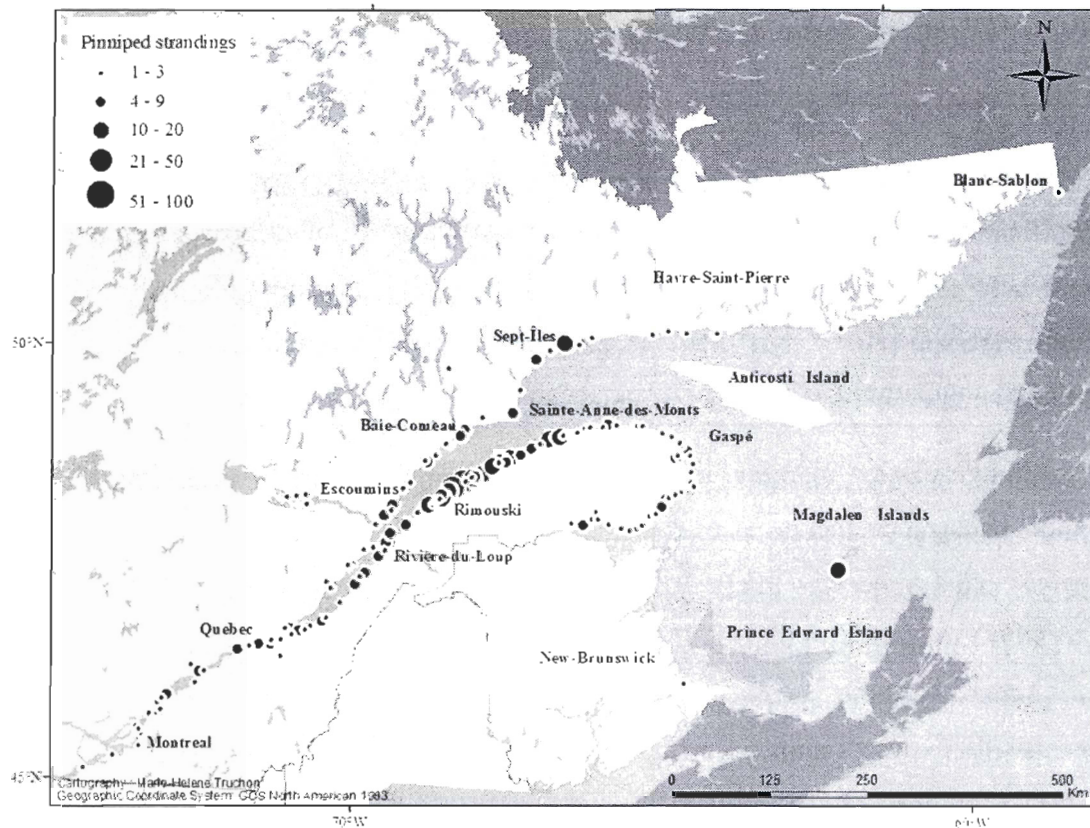 Pinniped strandings
1 - 3
4 - 9
10 - 20
21 - 50
51 - 100
N
Blanc-Sablon
Havre-Saint-Pierre
Sept-Îles
50°N
Anticosti Island
Sainte-Anne-des-Monts
Baie-Comeau
Gaspé
Escoumins
Rimouski
Magdalen Islands
Rivière-du-Loup
Quebec
Prince Edward Island
New-Brunswick
Montreal
45°N
Cartography: Marie-Helene Truchon
Geographic Coordinate System: GCS North American 1983
0 125 250 500
Km
70°W
60°W